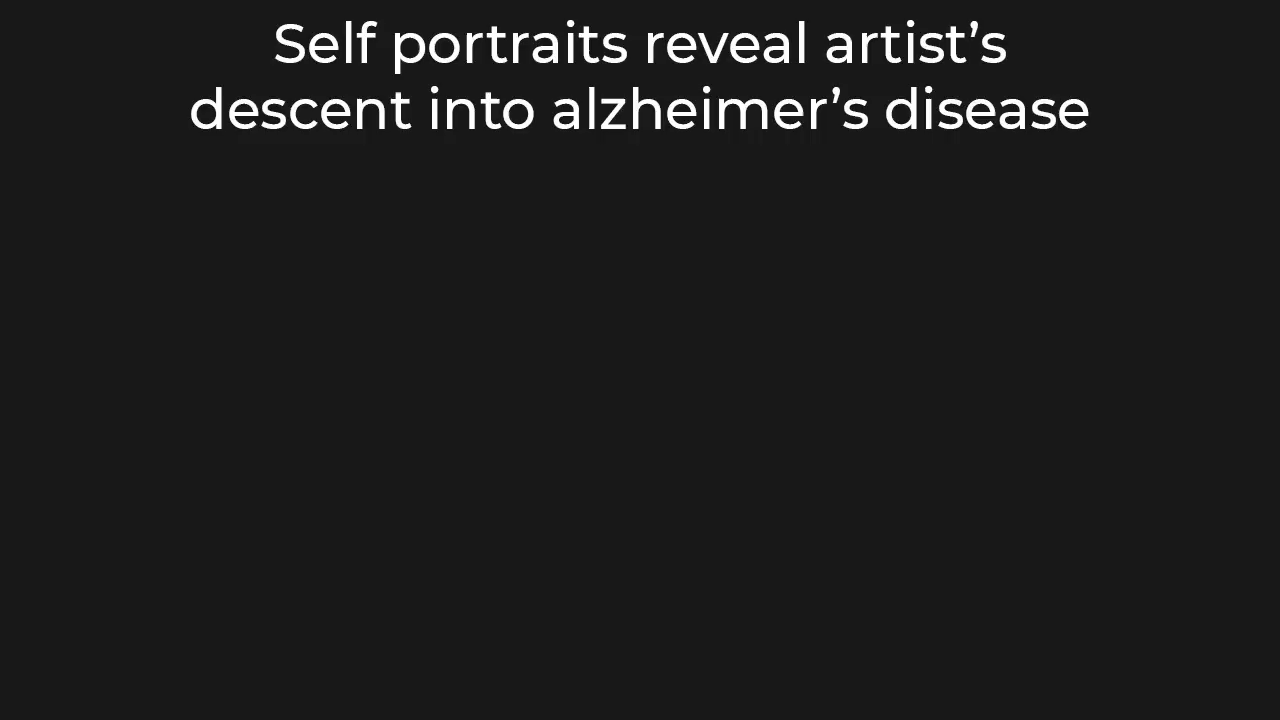 Self portraits reveal artist’s
descent into alzheimer’s disease